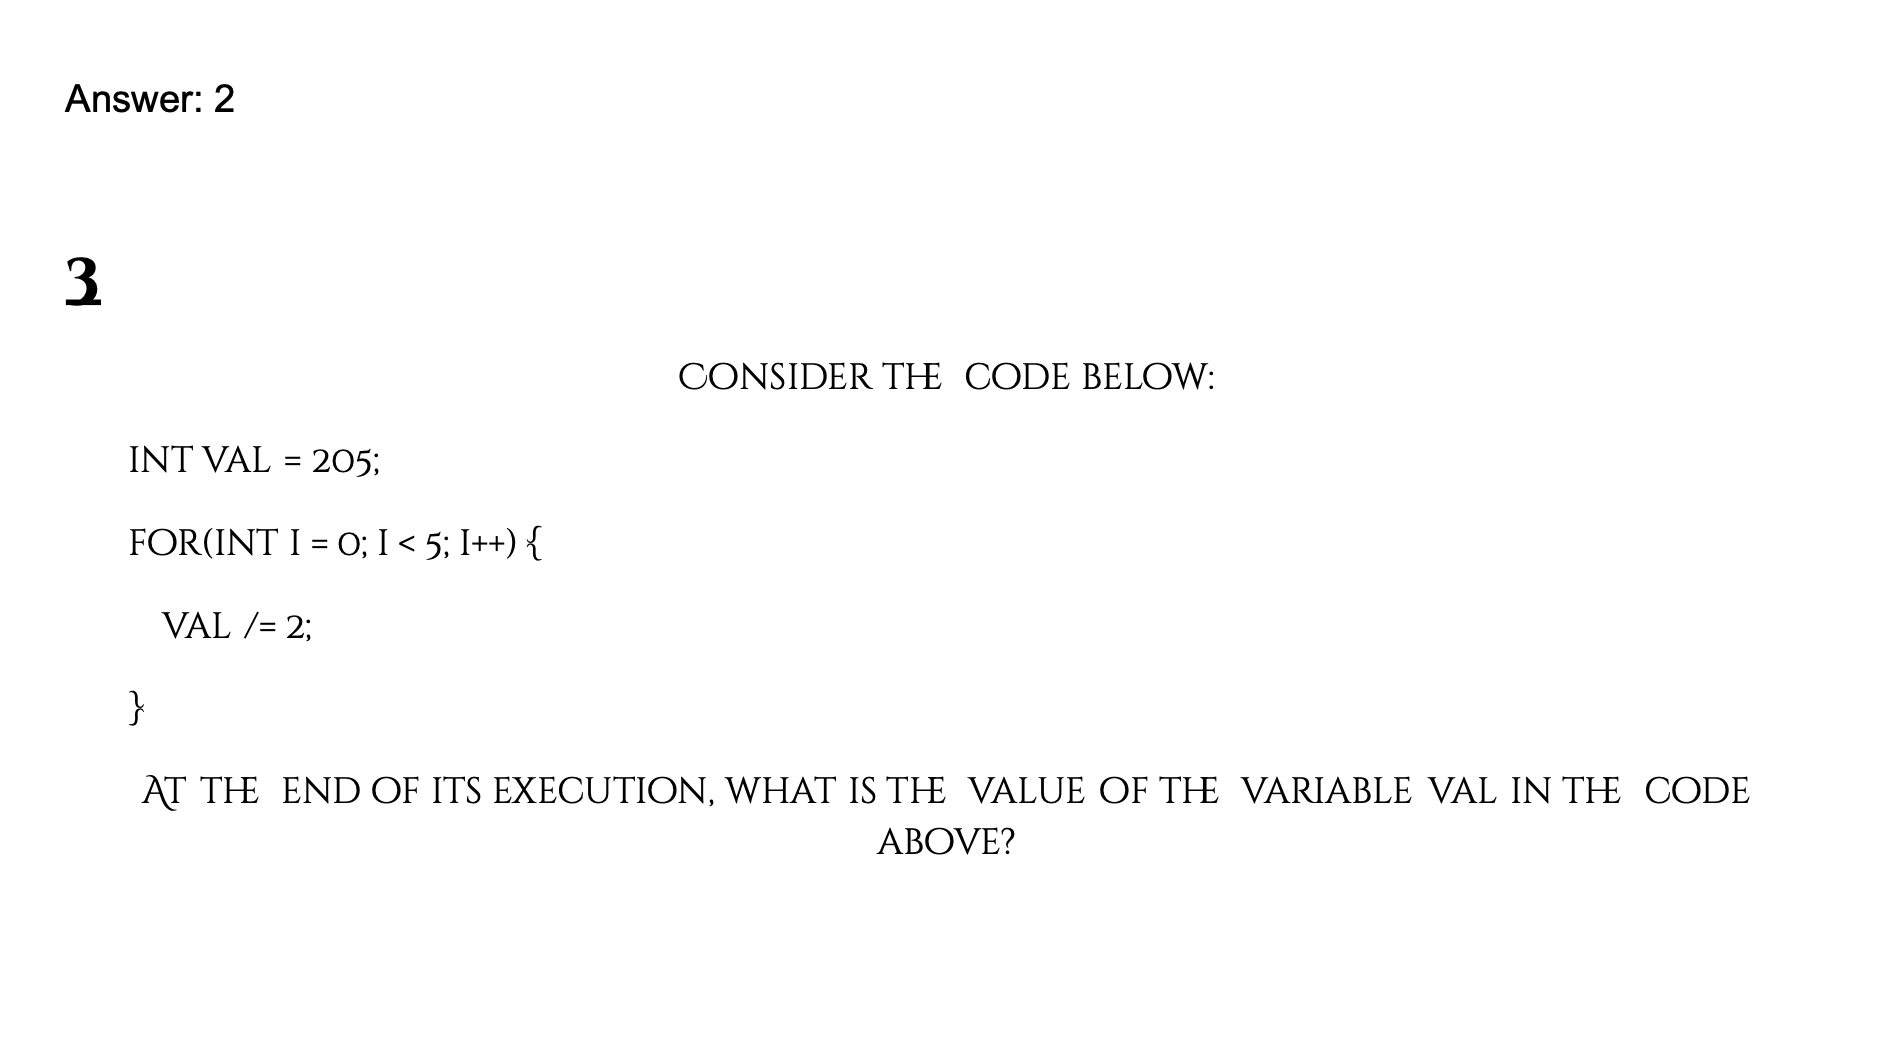 Answer: 2
3
Consider the code below:
int val = 205;
for(int i = 0; i < 5; i++) {
val /= 2;
}
At the end of its execution, what is the value of the variable val in the code
above?